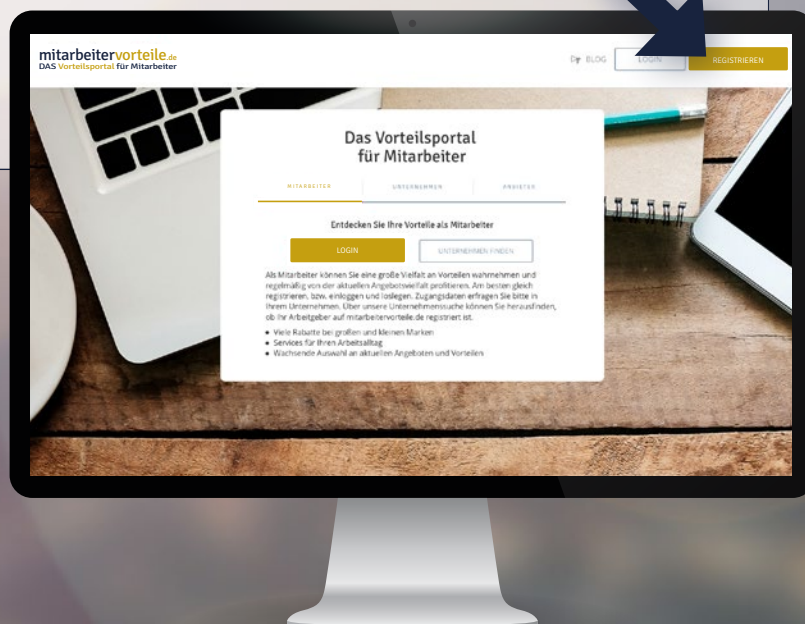 mitarbeitervorteile.de
DAS Vorteilsportal für Mitarbeiter
BLOG
LOGIN
REGISTRIEREN
Das Vorteilsportal
für Mitarbeiter
MITARBEITER
UNTERNEHMEN
ANBIETER
Entdecken Sie Ihre Vorteile als Mitarbeiter
LOGIN
UNTERNEHMEN FINDEN
Als Mitarbeiter können Sie eine große Vielfalt an Vorteilen wahrnehmen und
regelmäßig von der aktuellen Angebotsvielfalt profitieren. Am besten gleich
registrieren, bzw. einloggen und loslegen. Zugangsdaten erfragen Sie bitte in
Ihrem Unternehmen. Über unsere Unternehmenssuche können Sie herausfinden,
ob Ihr Arbeitgeber auf mitarbeitervorteile.de registriert ist.
• Viele Rabatte bei großen und kleinen Marken
• Services für Ihren Arbeitsalltag
• Wachsende Auswahl an aktuellen Angeboten und Vorteilen